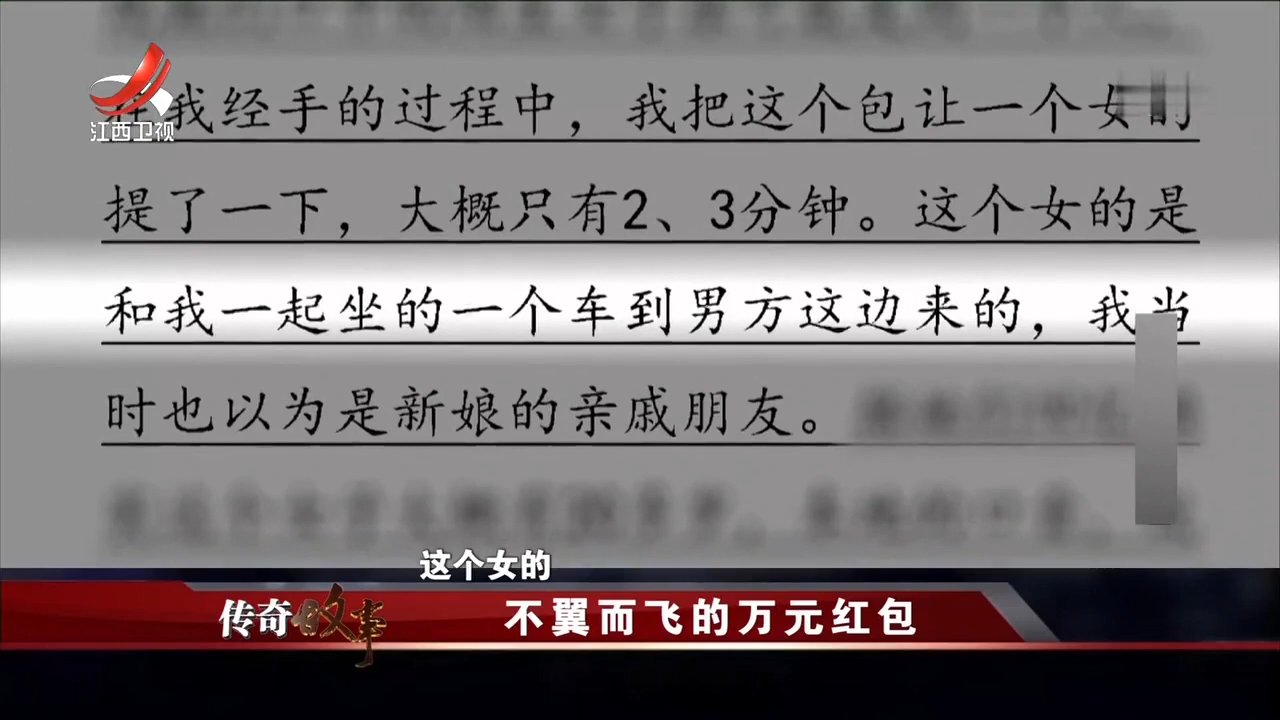 江西卫视
我经手的过程中，我把这个包让一个女的
提了一下，大概只有2、3分钟。这个女的是
和我一起坐的一个车到男方这边来的，我当
时也以为是新娘的亲戚朋友。
这个女的
传奇故事
不翼而飞的万元红包